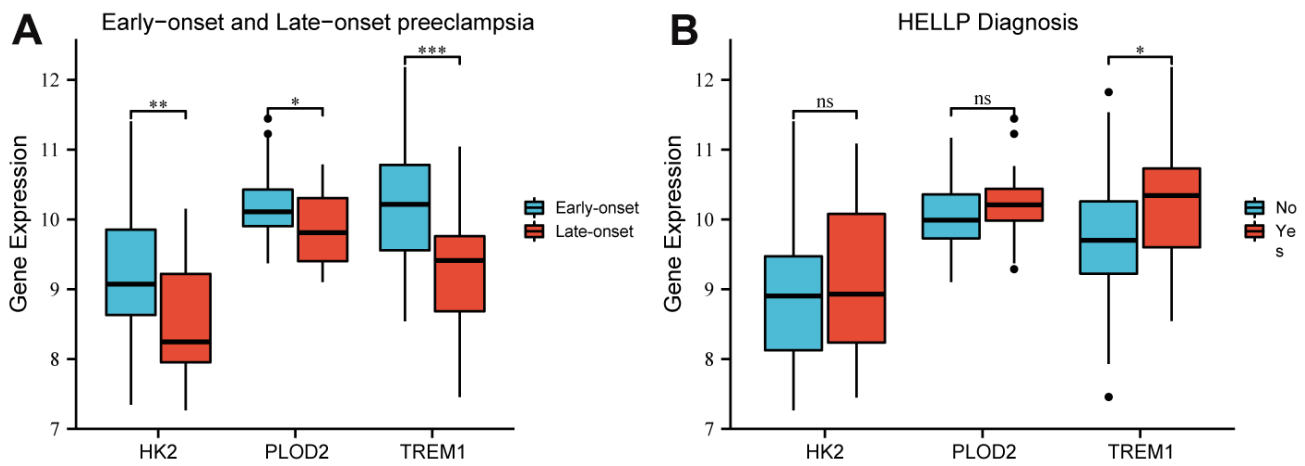 A
Early-onset and Late-onset preeclampsia
Gene Expression
12
11
10
9
8
7
**
*
***
HK2
PLOD2
TREM1
Early-onset
Late-onset
B
HELLP Diagnosis
Gene Expression
12
11
10
9
8
7
ns
ns
*
HK2
PLOD2
TREM1
No
Ye
s